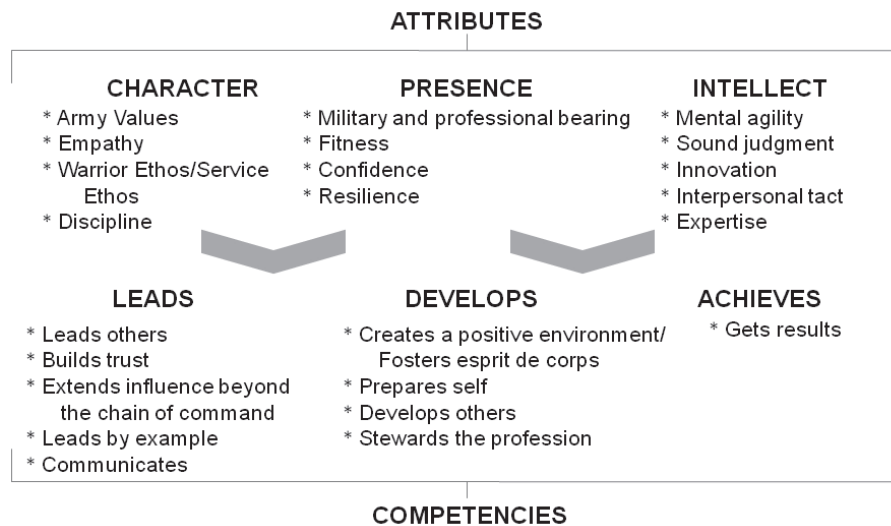 ATTRIBUTES
CHARACTER
* Army Values
* Empathy
* Warrior Ethos/Service
Ethos
* Discipline
PRESENCE
* Military and professional bearing
* Fitness
* Confidence
* Resilience
INTELLECT
* Mental agility
* Sound judgment
* Innovation
* Interpersonal tact
* Expertise
LEADS
* Leads others
* Builds trust
* Extends influence beyond
the chain of command
* Leads by example
* Communicates
DEVELOPS
* Creates a positive environment/
Fosters esprit de corps
* Prepares self
* Develops others
* Stewards the profession
ACHIEVES
* Gets results
COMPETENCIES